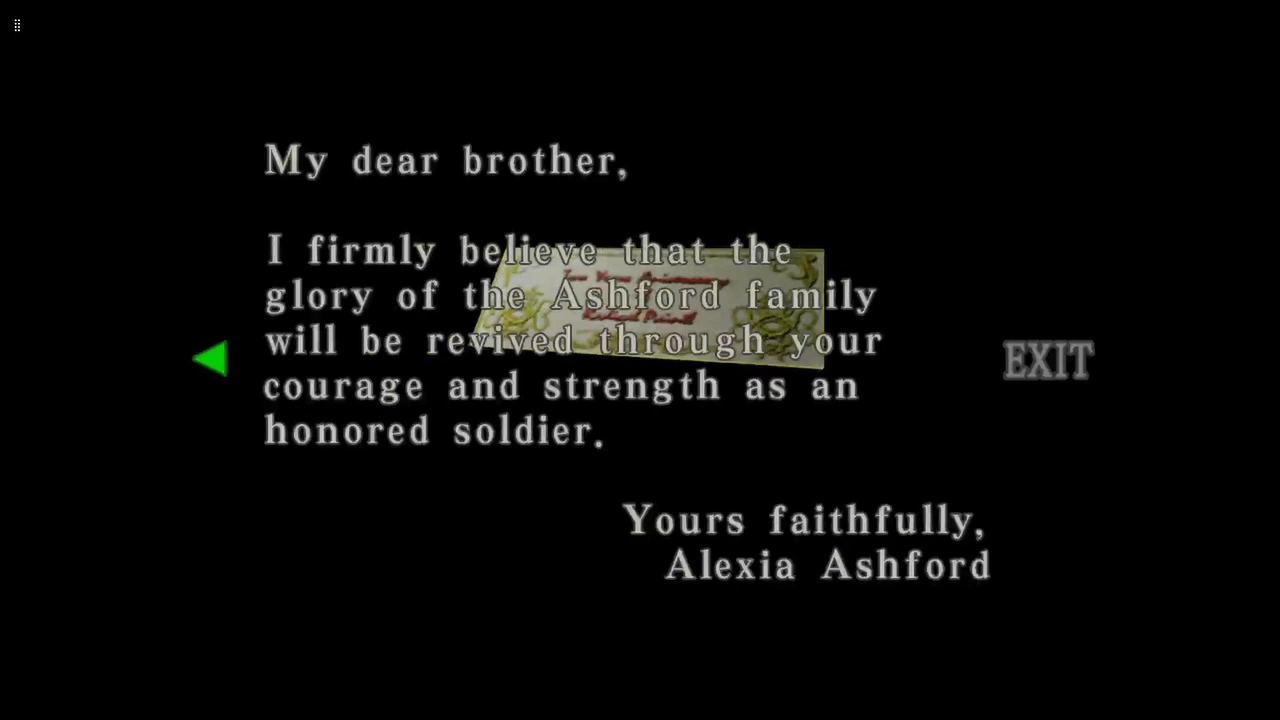 My dear brother,
I firmly believe that the
glory of the Ashford family
will be revived through your
courage and strength as an
honored soldier.
EXIT
Yours faithfully,
Alexia Ashford